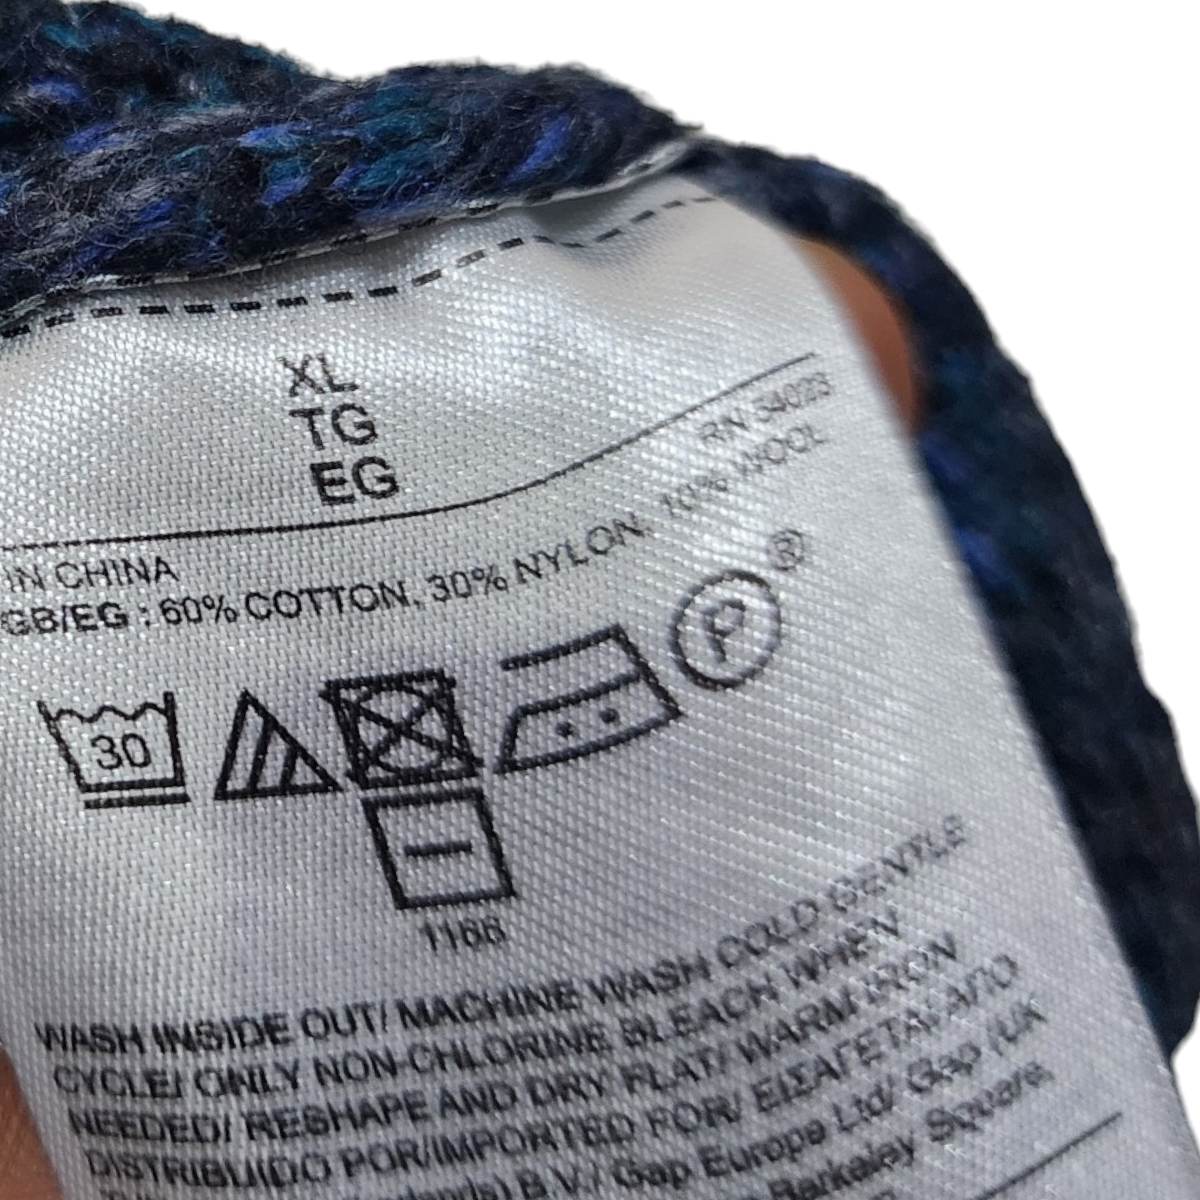 XL
TG
EG
RN 54023
IN CHINA
GB/EG : 60% COTTON, 30% NYLON, 10% WOOL
30
P
®
1166
WASH INSIDE OUT/ MACHINE WASH COLD GENTLE
CYCLE/ ONLY NON-CHLORINE BLEACH WHEN
NEEDED/ RESHAPE AND DRY FLAT/ WARM IRON
DISTRIBUIDO POR/IMPORTED FOR/ ΕΙΣΑΓΕΤΑΙ ΑΠΟ
B.V./ Gap Europe Ltd/ Gap (UK
Berkeley Square